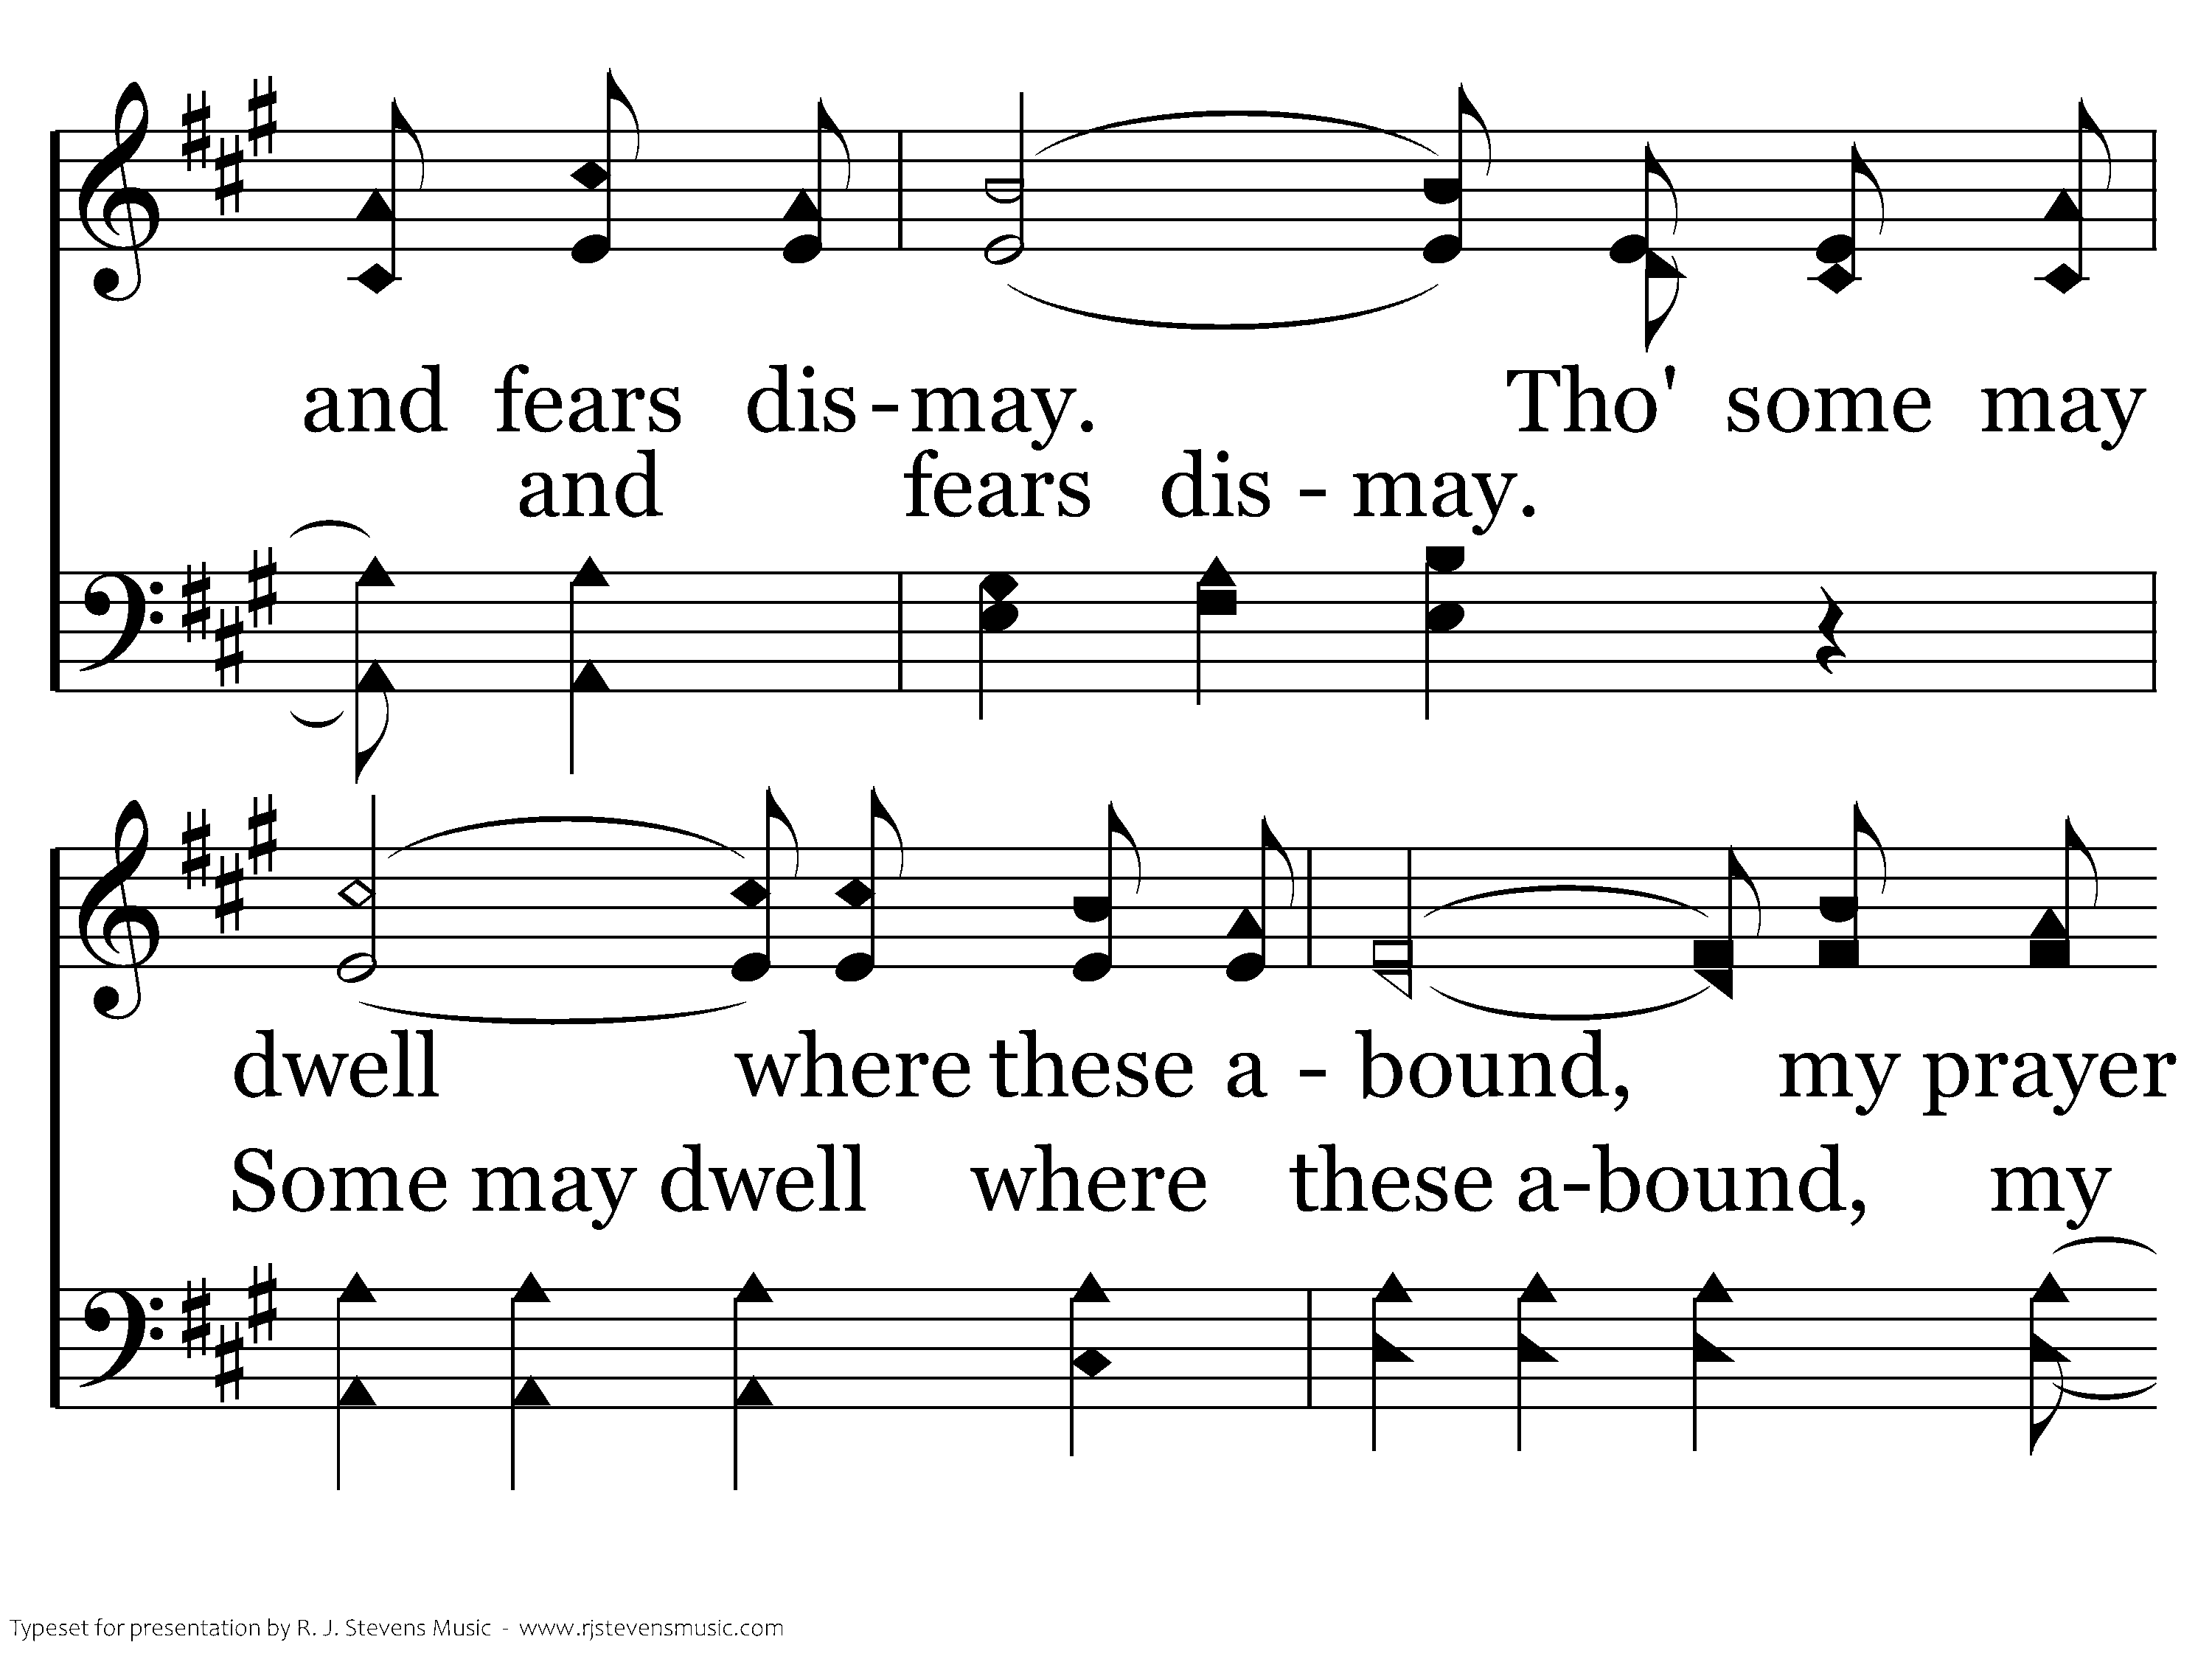 and fears dis-may. Tho' some may
and fears dis - may.
dwell where these a - bound, my prayer
Some may dwell where these a-bound, my
Typeset for presentation by R. J. Stevens Music - www.rjstevensmusic.com